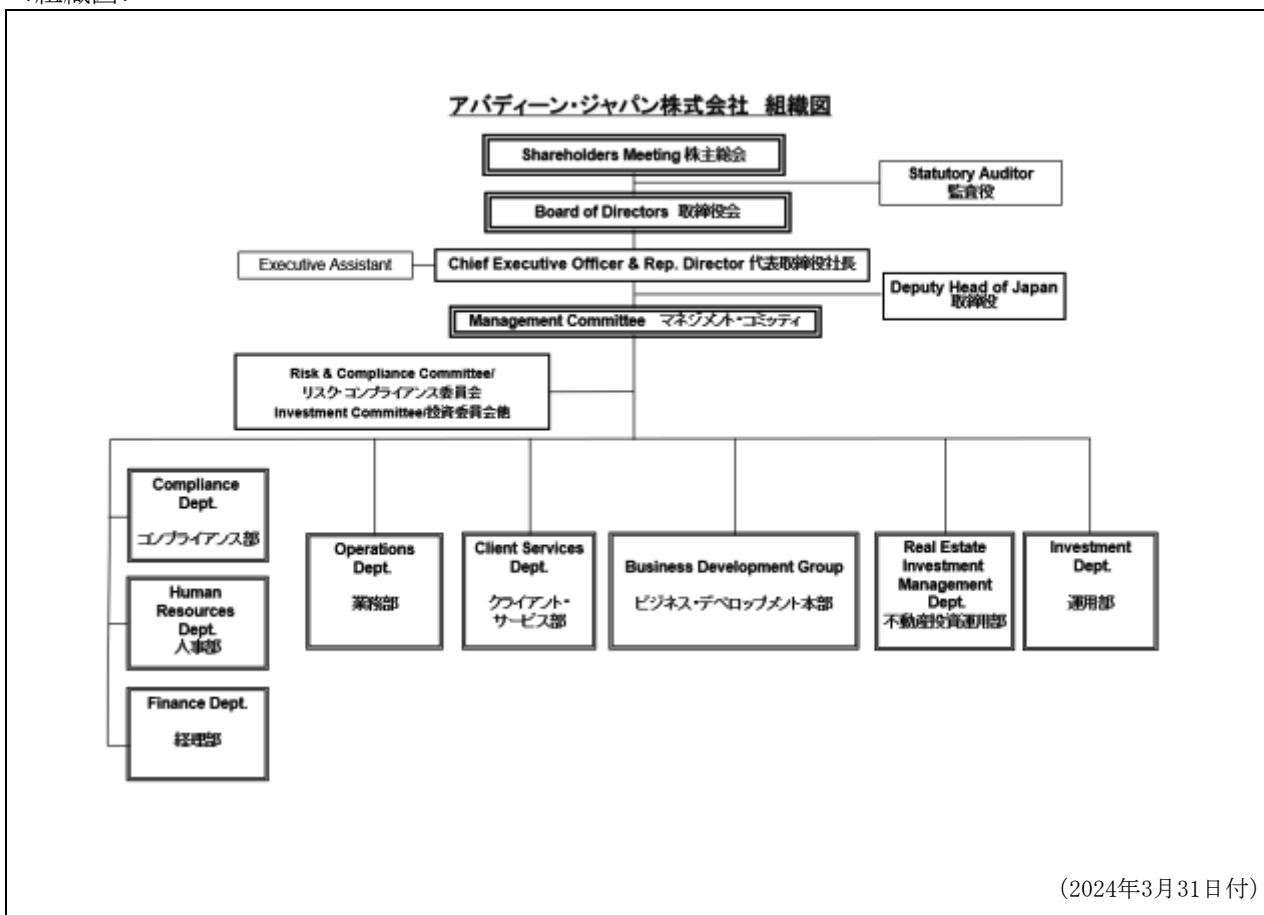 アバディーン・ジャパン株式会社 組織図
Shareholders Meeting 株主総会
Statutory Auditor
監査役
Board of Directors 取締役会
Executive Assistant
Chief Executive Officer & Rep. Director 代表取締役社長
Deputy Head of Japan
取締役
Management Committee マネジメント・コミッティ
Risk & Compliance Committee/
リスク・コンプライアンス委員会
Investment Committee/投資委員会他
Compliance
Dept.
コンプライアンス部
Human
Resources
Dept.
人事部
Finance Dept.
経理部
Operations
Dept.
業務部
Client Services
Dept.
クライアント・
サービス部
Business Development Group
ビジネス・デベロップメント本部
Real Estate
Investment
Management
Dept.
不動産投資運用部
Investment
Dept.
運用部
(2024年3月31日付)